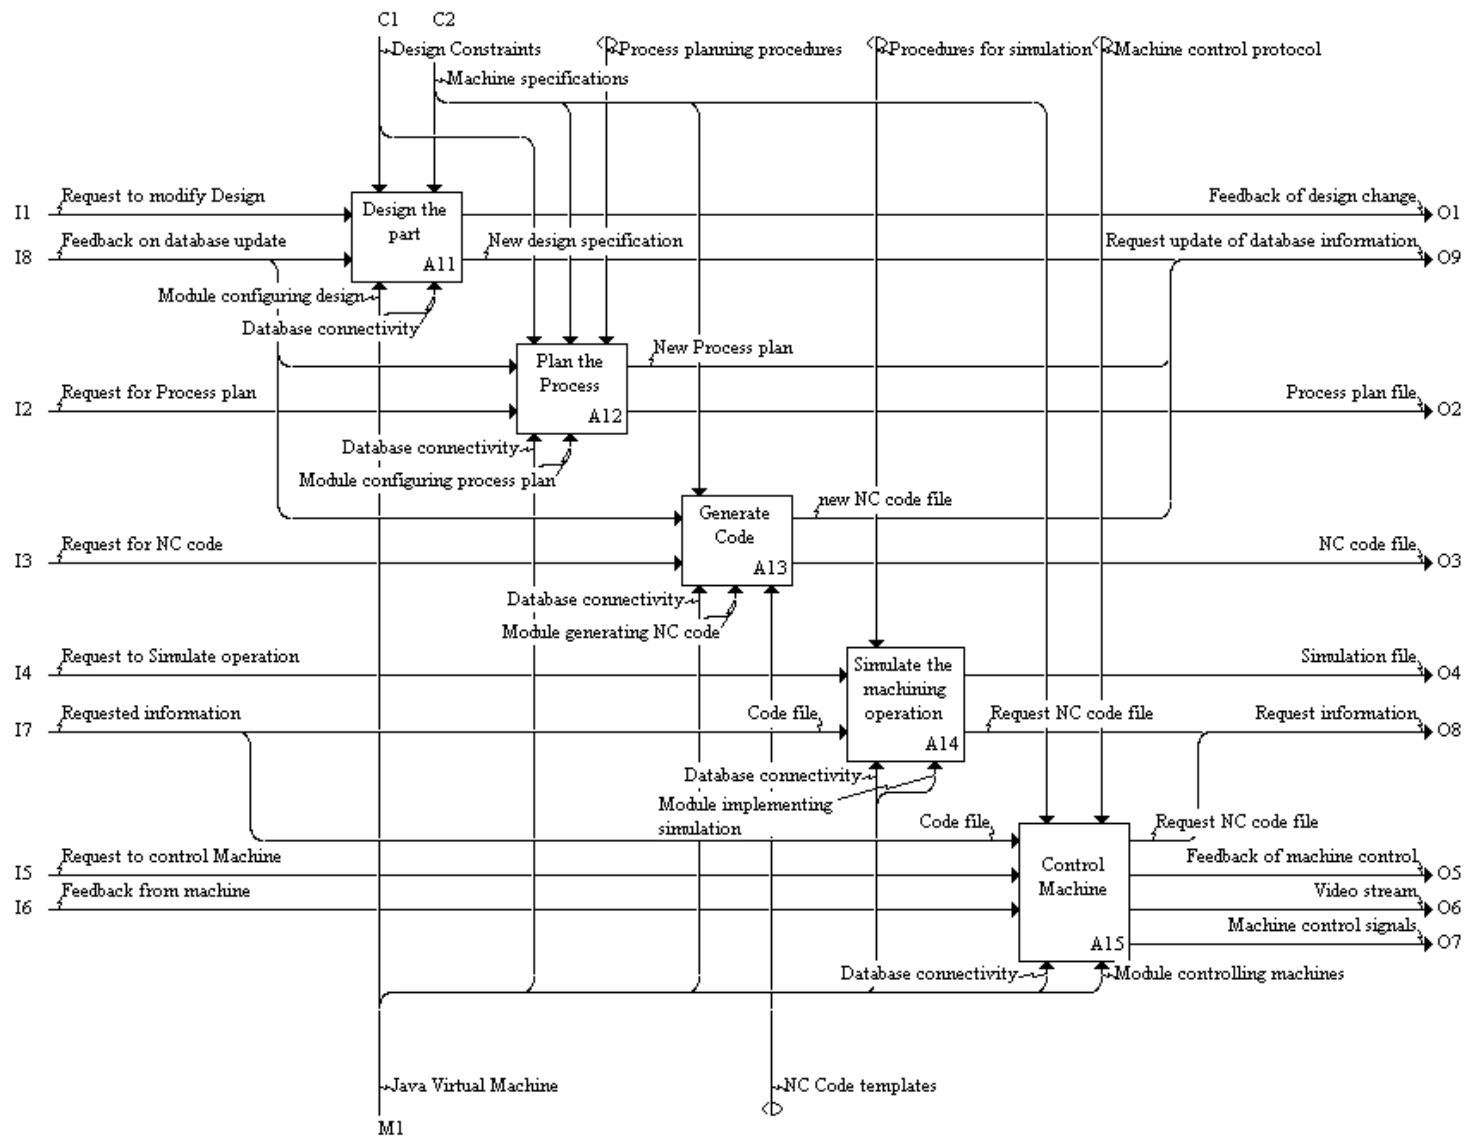 C1 C2
Design Constraints
Process planning procedures
Procedures for simulation
Machine control protocol
Machine specifications
I1
Request to modify Design
Design the
part
A11
Feedback of design change
O1
I8
Feedback on database update
New design specification
Request update of database information
O9
Module configuring design
Database connectivity
Plan the
Process
A12
New Process plan
I2
Request for Process plan
Process plan file
O2
Database connectivity
Module configuring process plan
Generate
Code
A13
new NC code file
I3
Request for NC code
NC code file
O3
Database connectivity
Module generating NC code
I4
Request to Simulate operation
Simulate the
machining
operation
A14
Simulation file
O4
I7
Requested information
Code file
Request NC code file
Request information
O8
Database connectivity
Module implementing
simulation
Code file
Request NC code file
Control
Machine
A15
I5
Request to control Machine
Feedback of machine control
O5
I6
Feedback from machine
Video stream
O6
Machine control signals
O7
Database connectivity
Module controlling machines
Java Virtual Machine
NC Code templates
M1